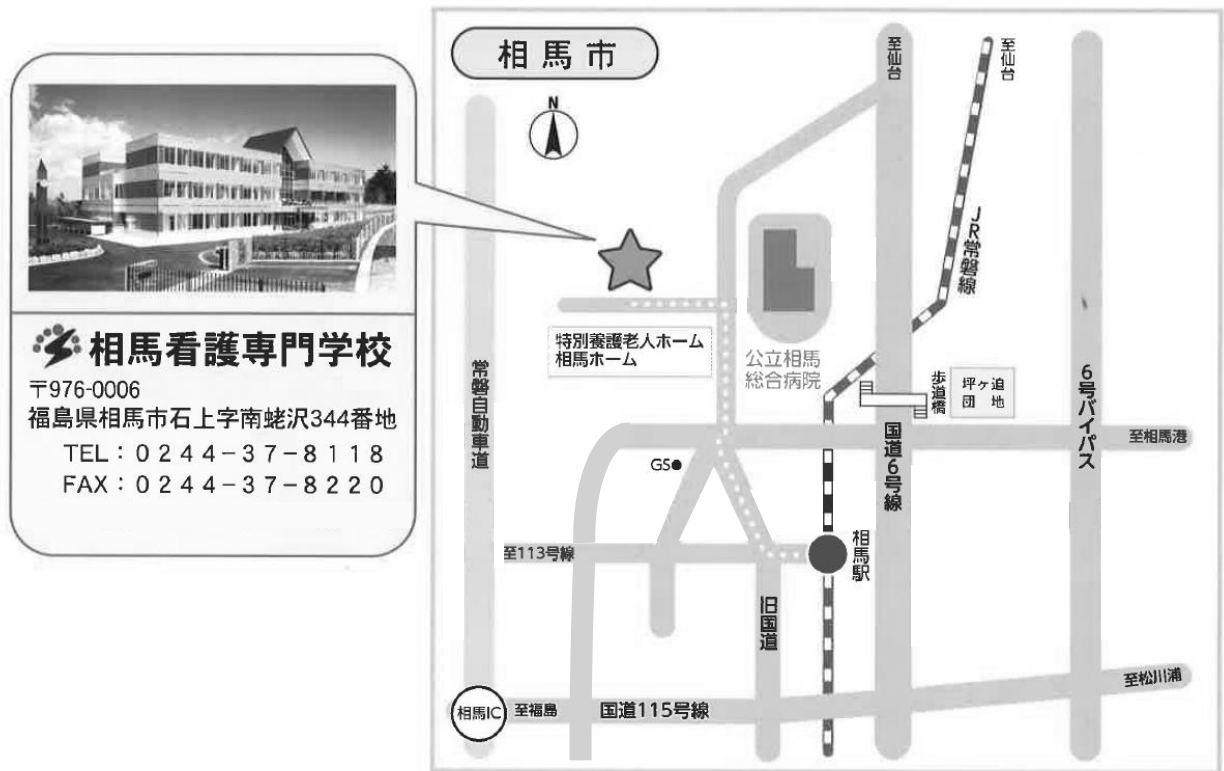 相馬市
N
至仙台
至仙台
JR常磐線
相馬看護専門学校
〒976-0006
福島県相馬市石上字南蛯沢344番地
TEL：0244-37-8118
FAX：0244-37-8220
特別養護老人ホーム
相馬ホーム
公立相馬
総合病院
常磐自動車道
歩道橋
坪ヶ迫
団地
6号バイパス
国道6号線
至相馬港
GS●
至113号線
相馬駅
旧国道
相馬IC
至福島
国道115号線
至松川浦